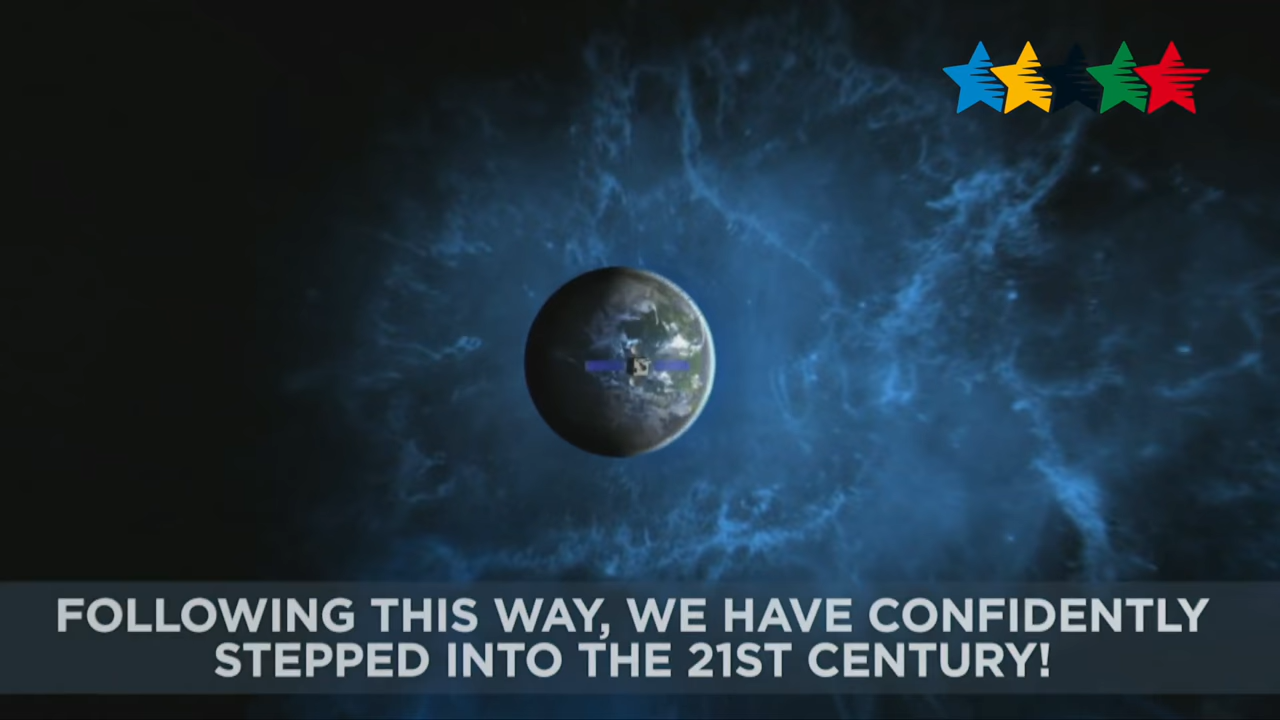 FOLLOWING THIS WAY, WE HAVE CONFIDENTLY
STEPPED INTO THE 21ST CENTURY!